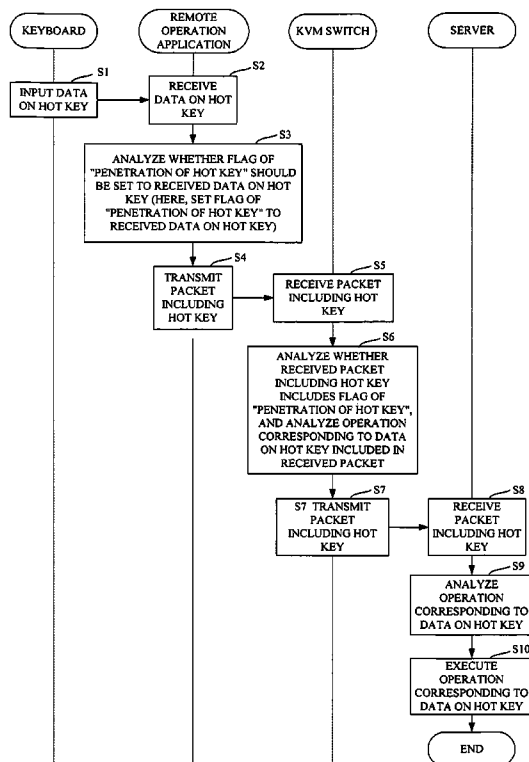 KEYBOARD
REMOTE
OPERATION
APPLICATION
KVM SWITCH
SERVER
S1
INPUT DATA
ON HOT KEY
S2
RECEIVE
DATA ON HOT
KEY
S3
ANALYZE WHETHER FLAG OF
"PENETRATION OF HOT KEY" SHOULD
BE SET TO RECEIVED DATA ON HOT
KEY (HERE, SET FLAG OF
"PENETRATION OF HOT KEY" TO
RECEIVED DATA ON HOT KEY)
S4
TRANSMIT
PACKET
INCLUDING
HOT KEY
S5
RECEIVE PACKET
INCLUDING HOT
KEY
S6
ANALYZE WHETHER
RECEIVED PACKET
INCLUDING HOT KEY
INCLUDES FLAG OF
"PENETRATION OF HOT KEY",
AND ANALYZE OPERATION
CORRESPONDING TO DATA
ON HOT KEY INCLUDED IN
RECEIVED PACKET
S7
S7 TRANSMIT
PACKET
INCLUDING HOT
KEY
S8
RECEIVE
PACKET
INCLUDING HOT
KEY
S9
ANALYZE
OPERATION
CORRESPONDING TO
DATA ON HOT KEY
S10
EXECUTE
OPERATION
CORRESPONDING TO
DATA ON HOT KEY
END